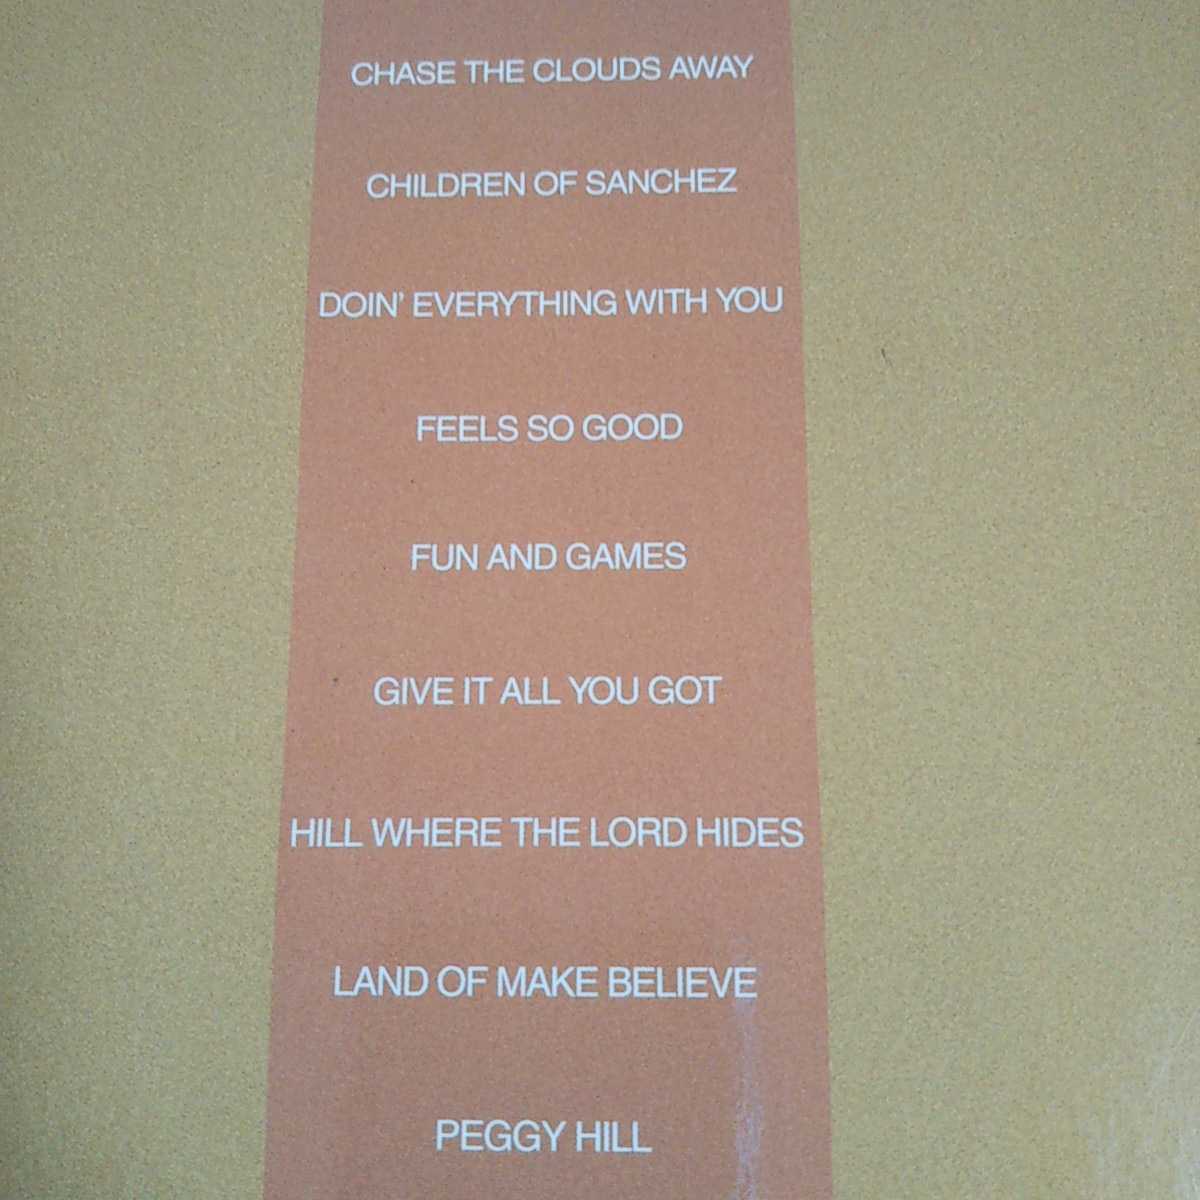 CHASE THE CLOUDS AWAY
CHILDREN OF SANCHEZ
DOIN' EVERYTHING WITH YOU
FEELS SO GOOD
FUN AND GAMES
GIVE IT ALL YOU GOT
HILL WHERE THE LORD HIDES
LAND OF MAKE BELIEVE
PEGGY HILL